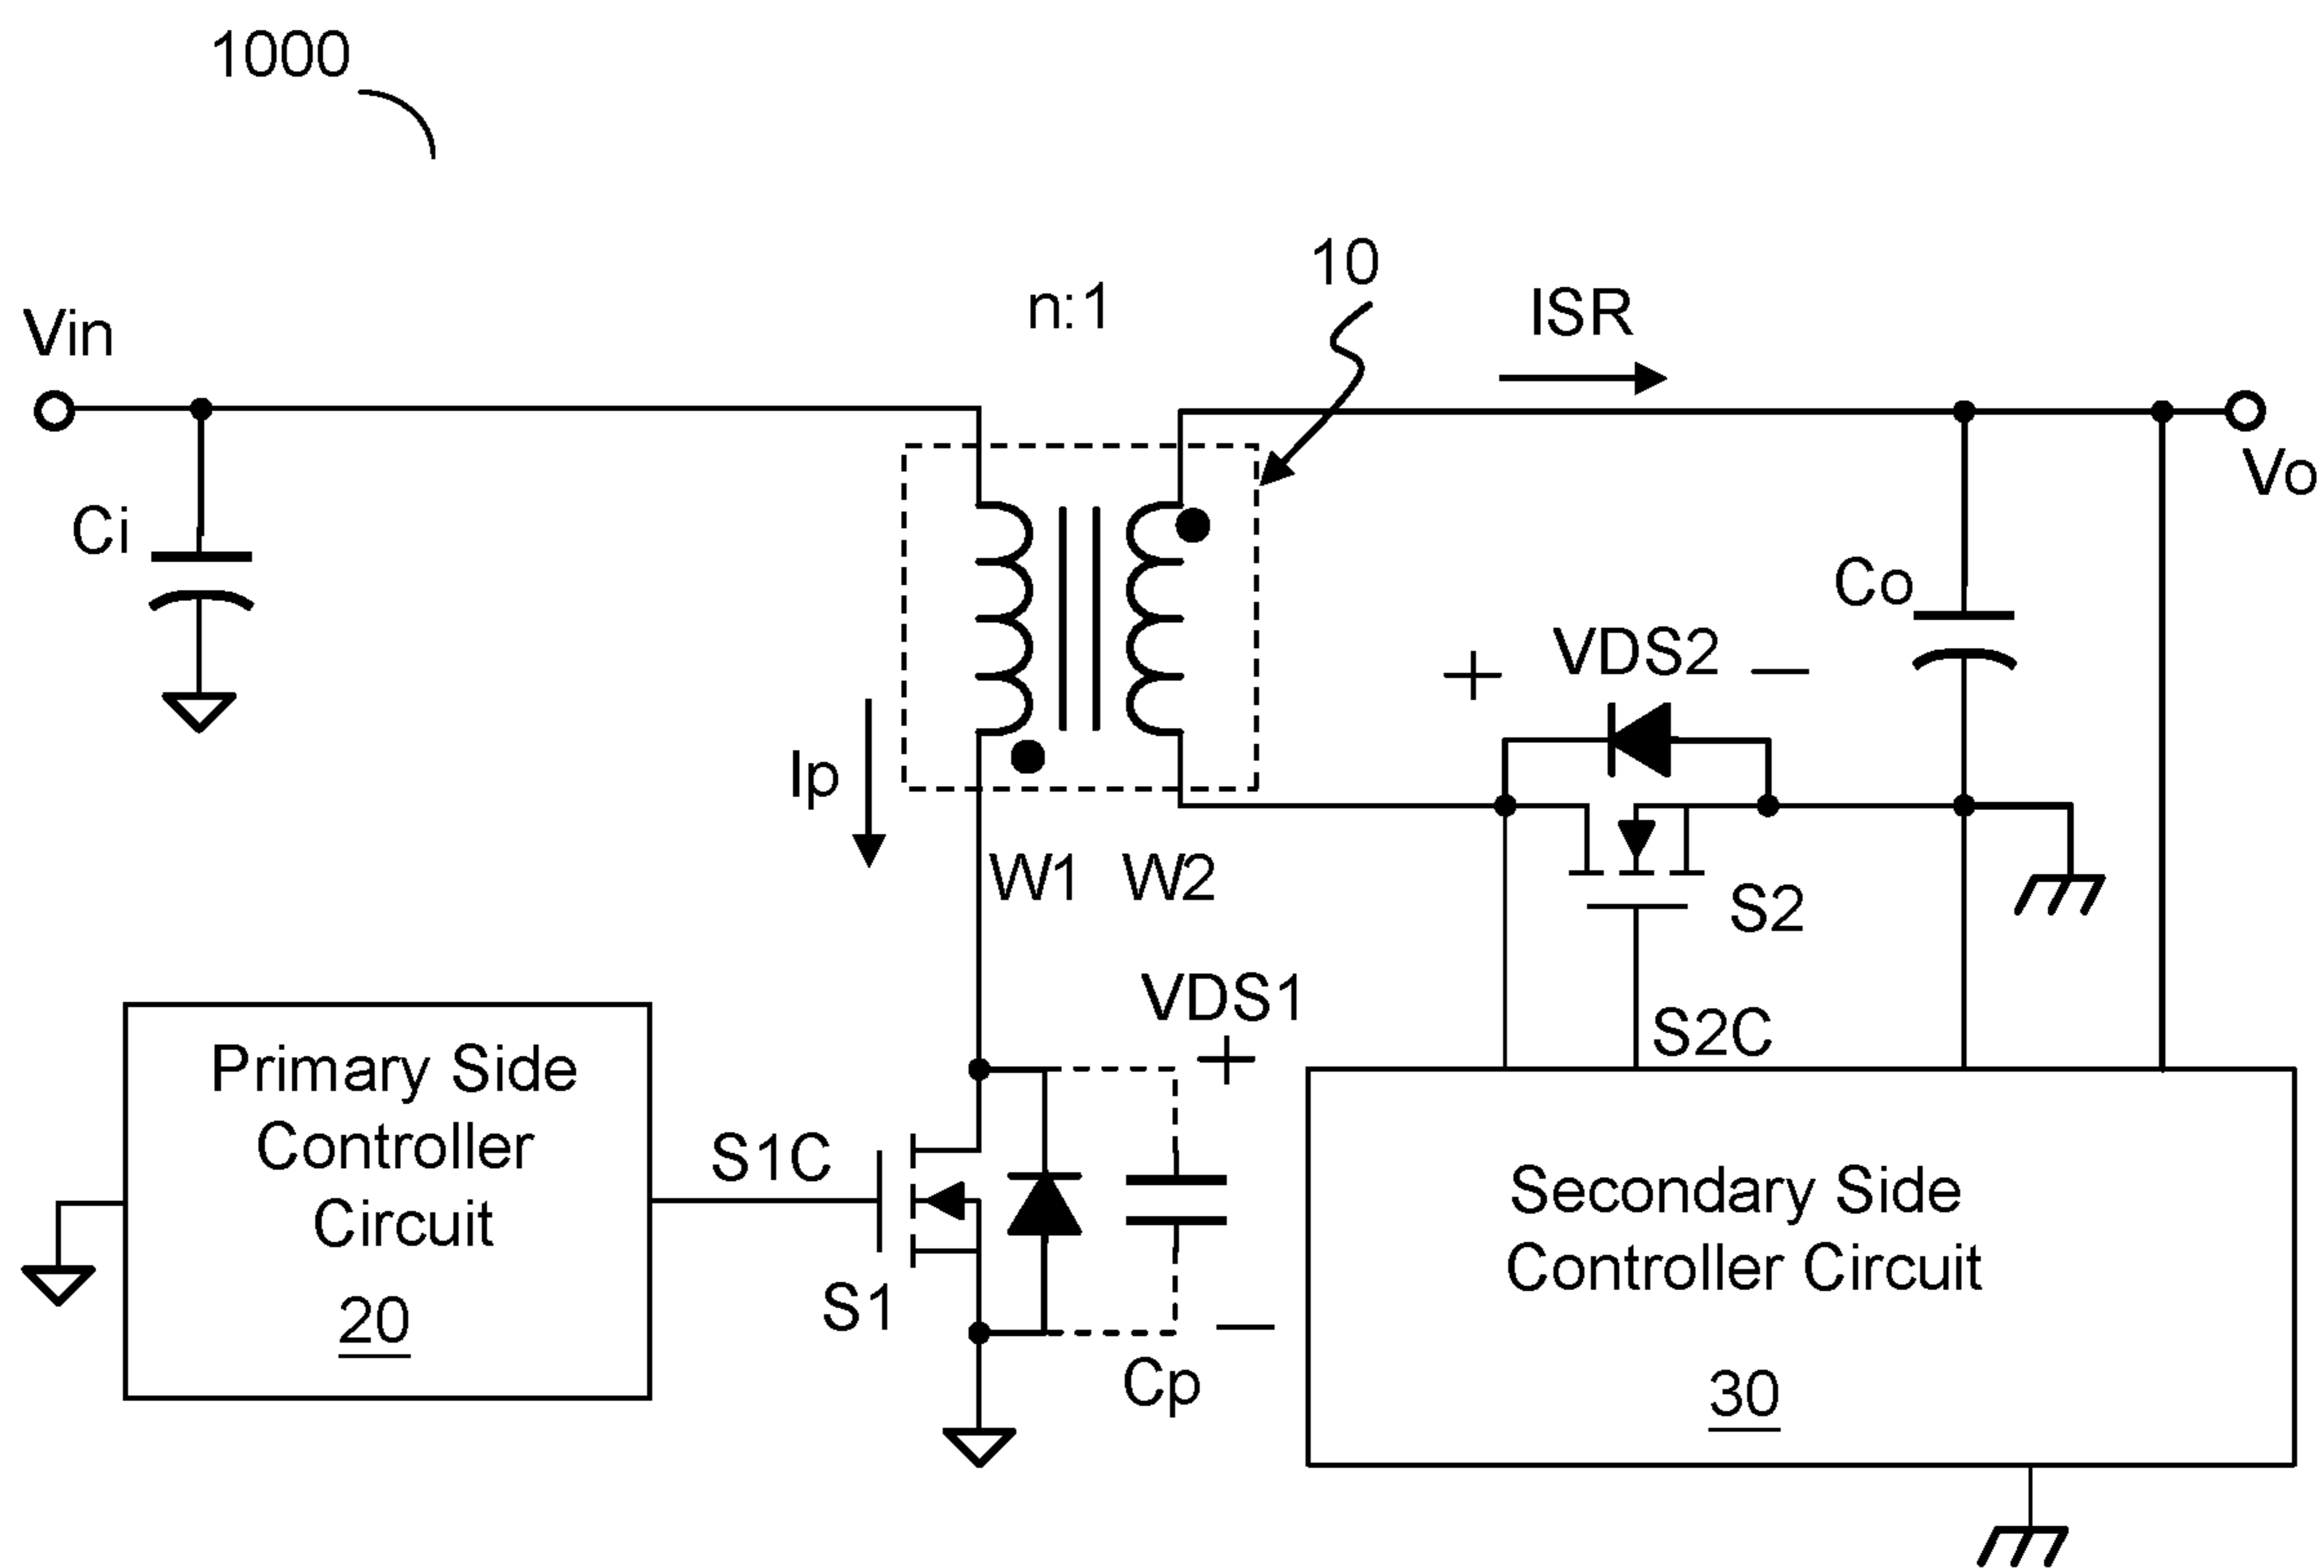 1000
10
n:1
ISR
Vin
Vo
Ci
Co
VDS2
+
−
Ip
W1
W2
S2
VDS1
+
S2C
Primary Side
Controller
Circuit
20
S1C
S1
−
Cp
Secondary Side
Controller Circuit
30